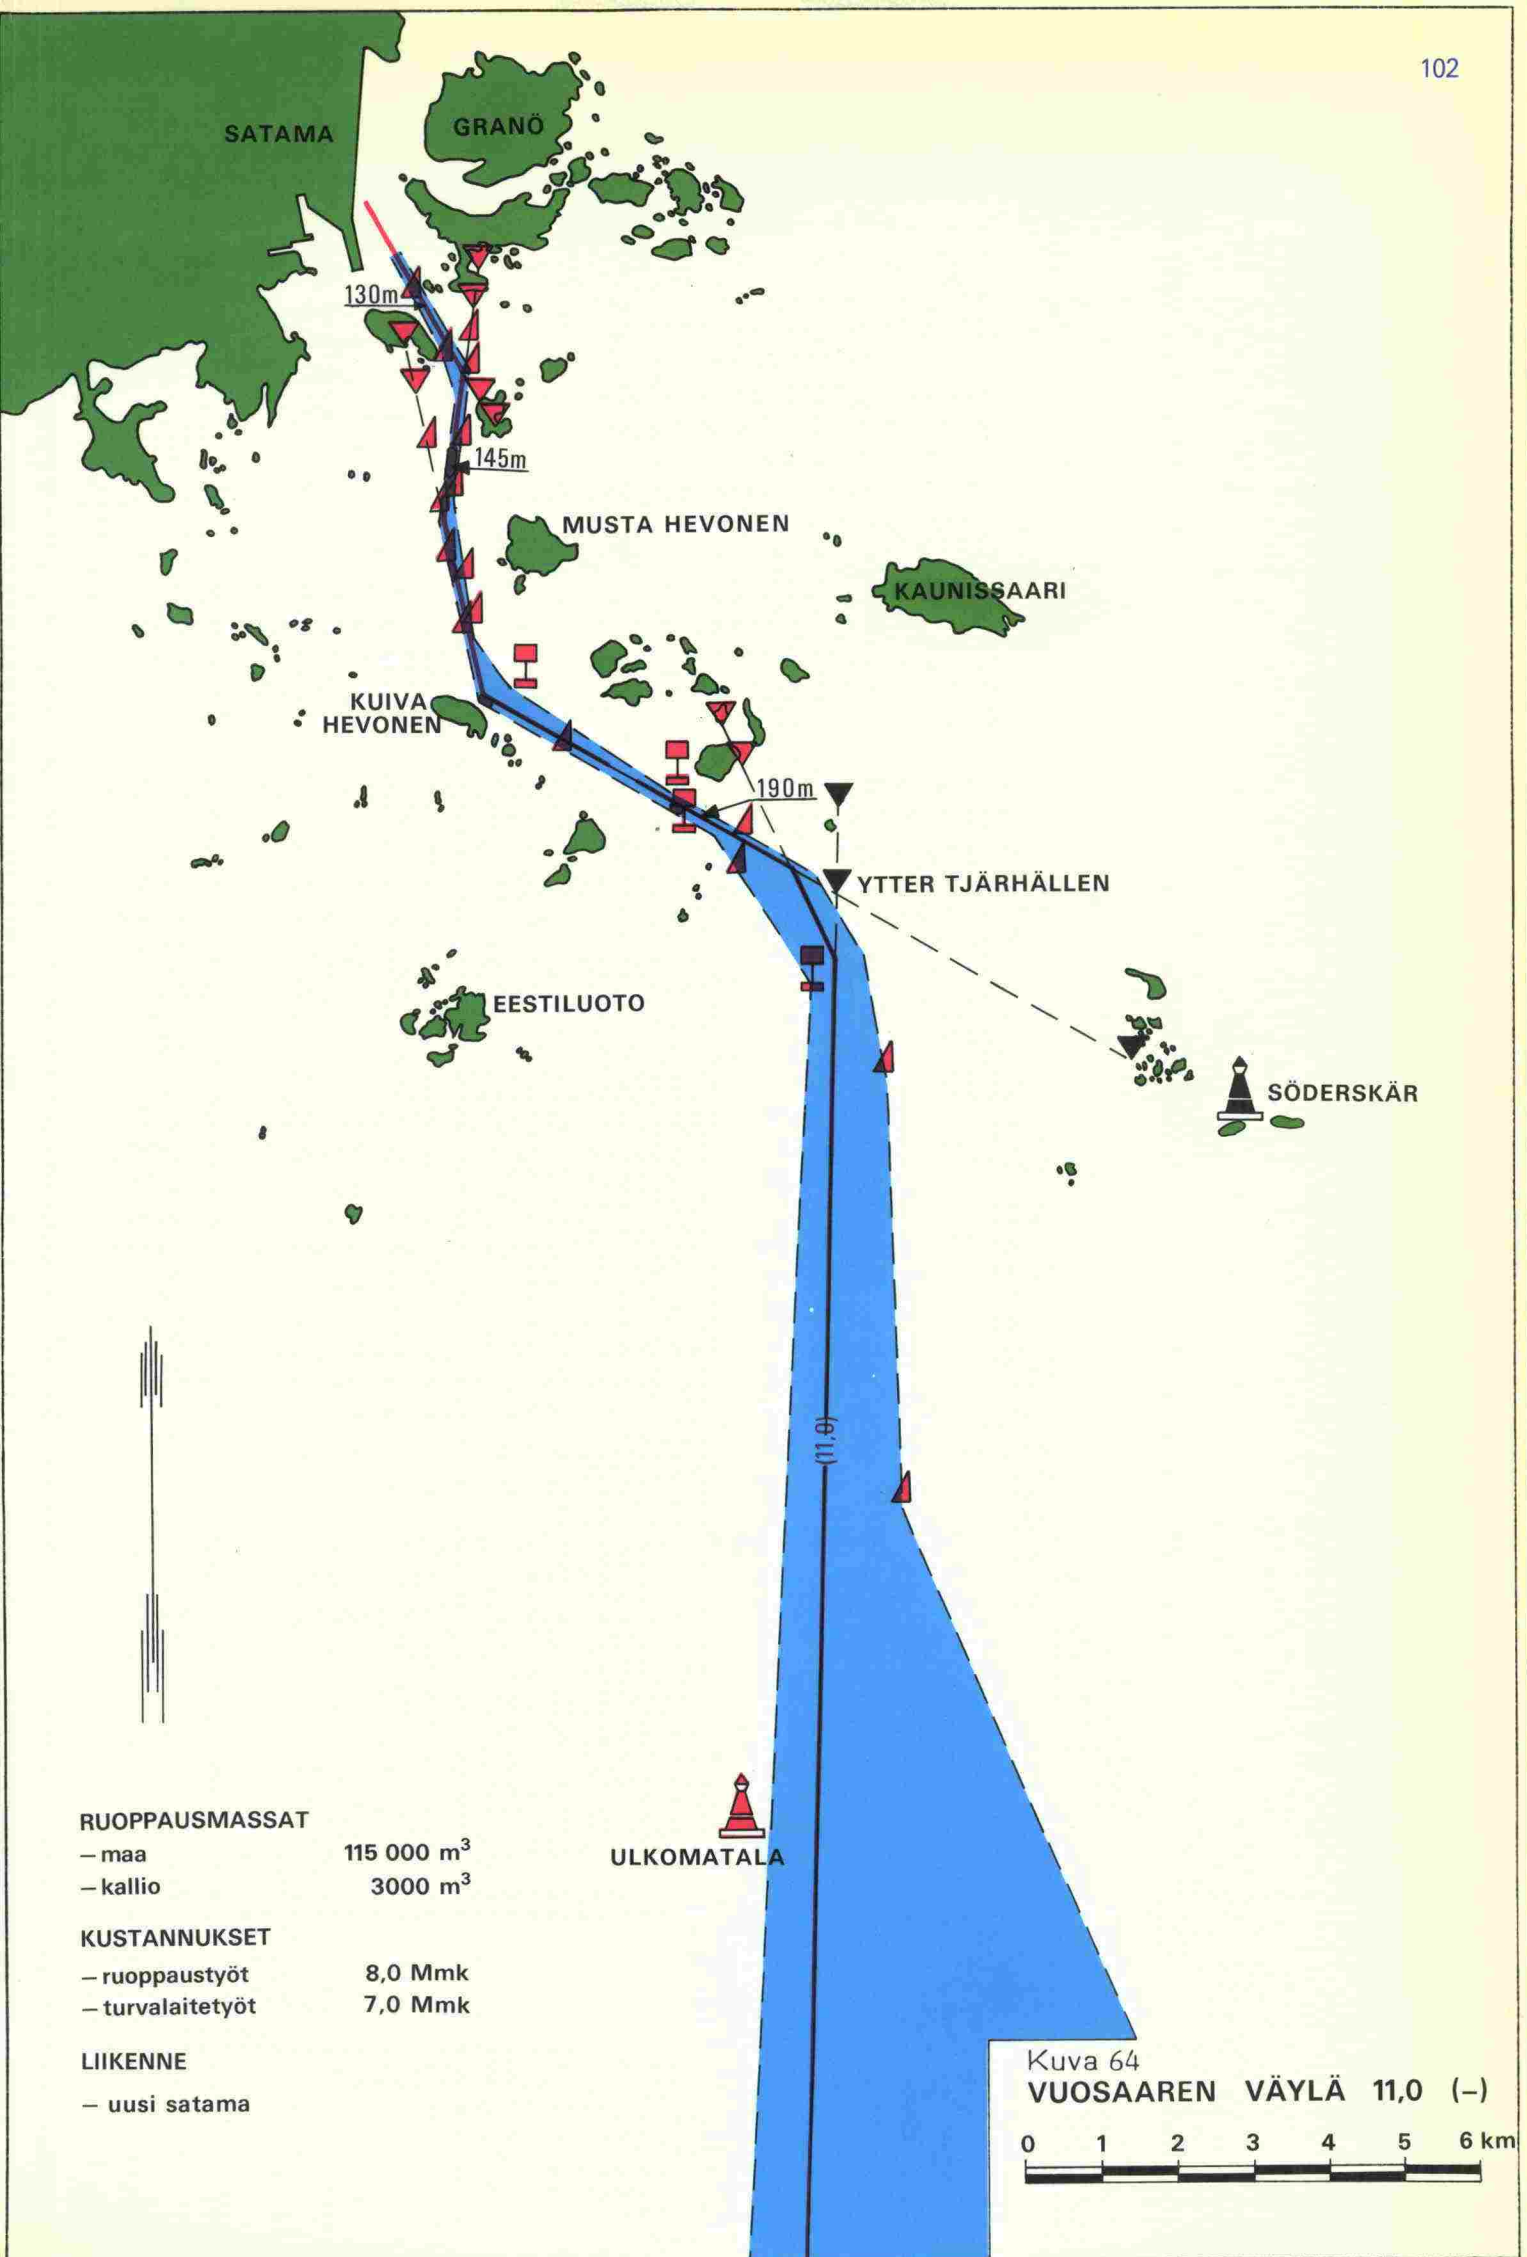 102
SATAMA
GRANÖ
130m
145m
MUSTA HEVONEN
KAUNISSAARI
KUIVA
HEVONEN
190m
YTTER TJÄRHÄLLEN
EESTILUOTO
SÖDERSKÄR
(11,0)
ULKOMATALA
RUOPPAUSMASSAT
– maa 115 000 m³
– kallio 3000 m³
KUSTANNUKSET
– ruoppaustyöt 8,0 Mmk
– turvalaitetyöt 7,0 Mmk
LIIKENNE
– uusi satama
Kuva 64
VUOSAAREN VÄYLÄ 11,0 (–)
0 1 2 3 4 5 6 km